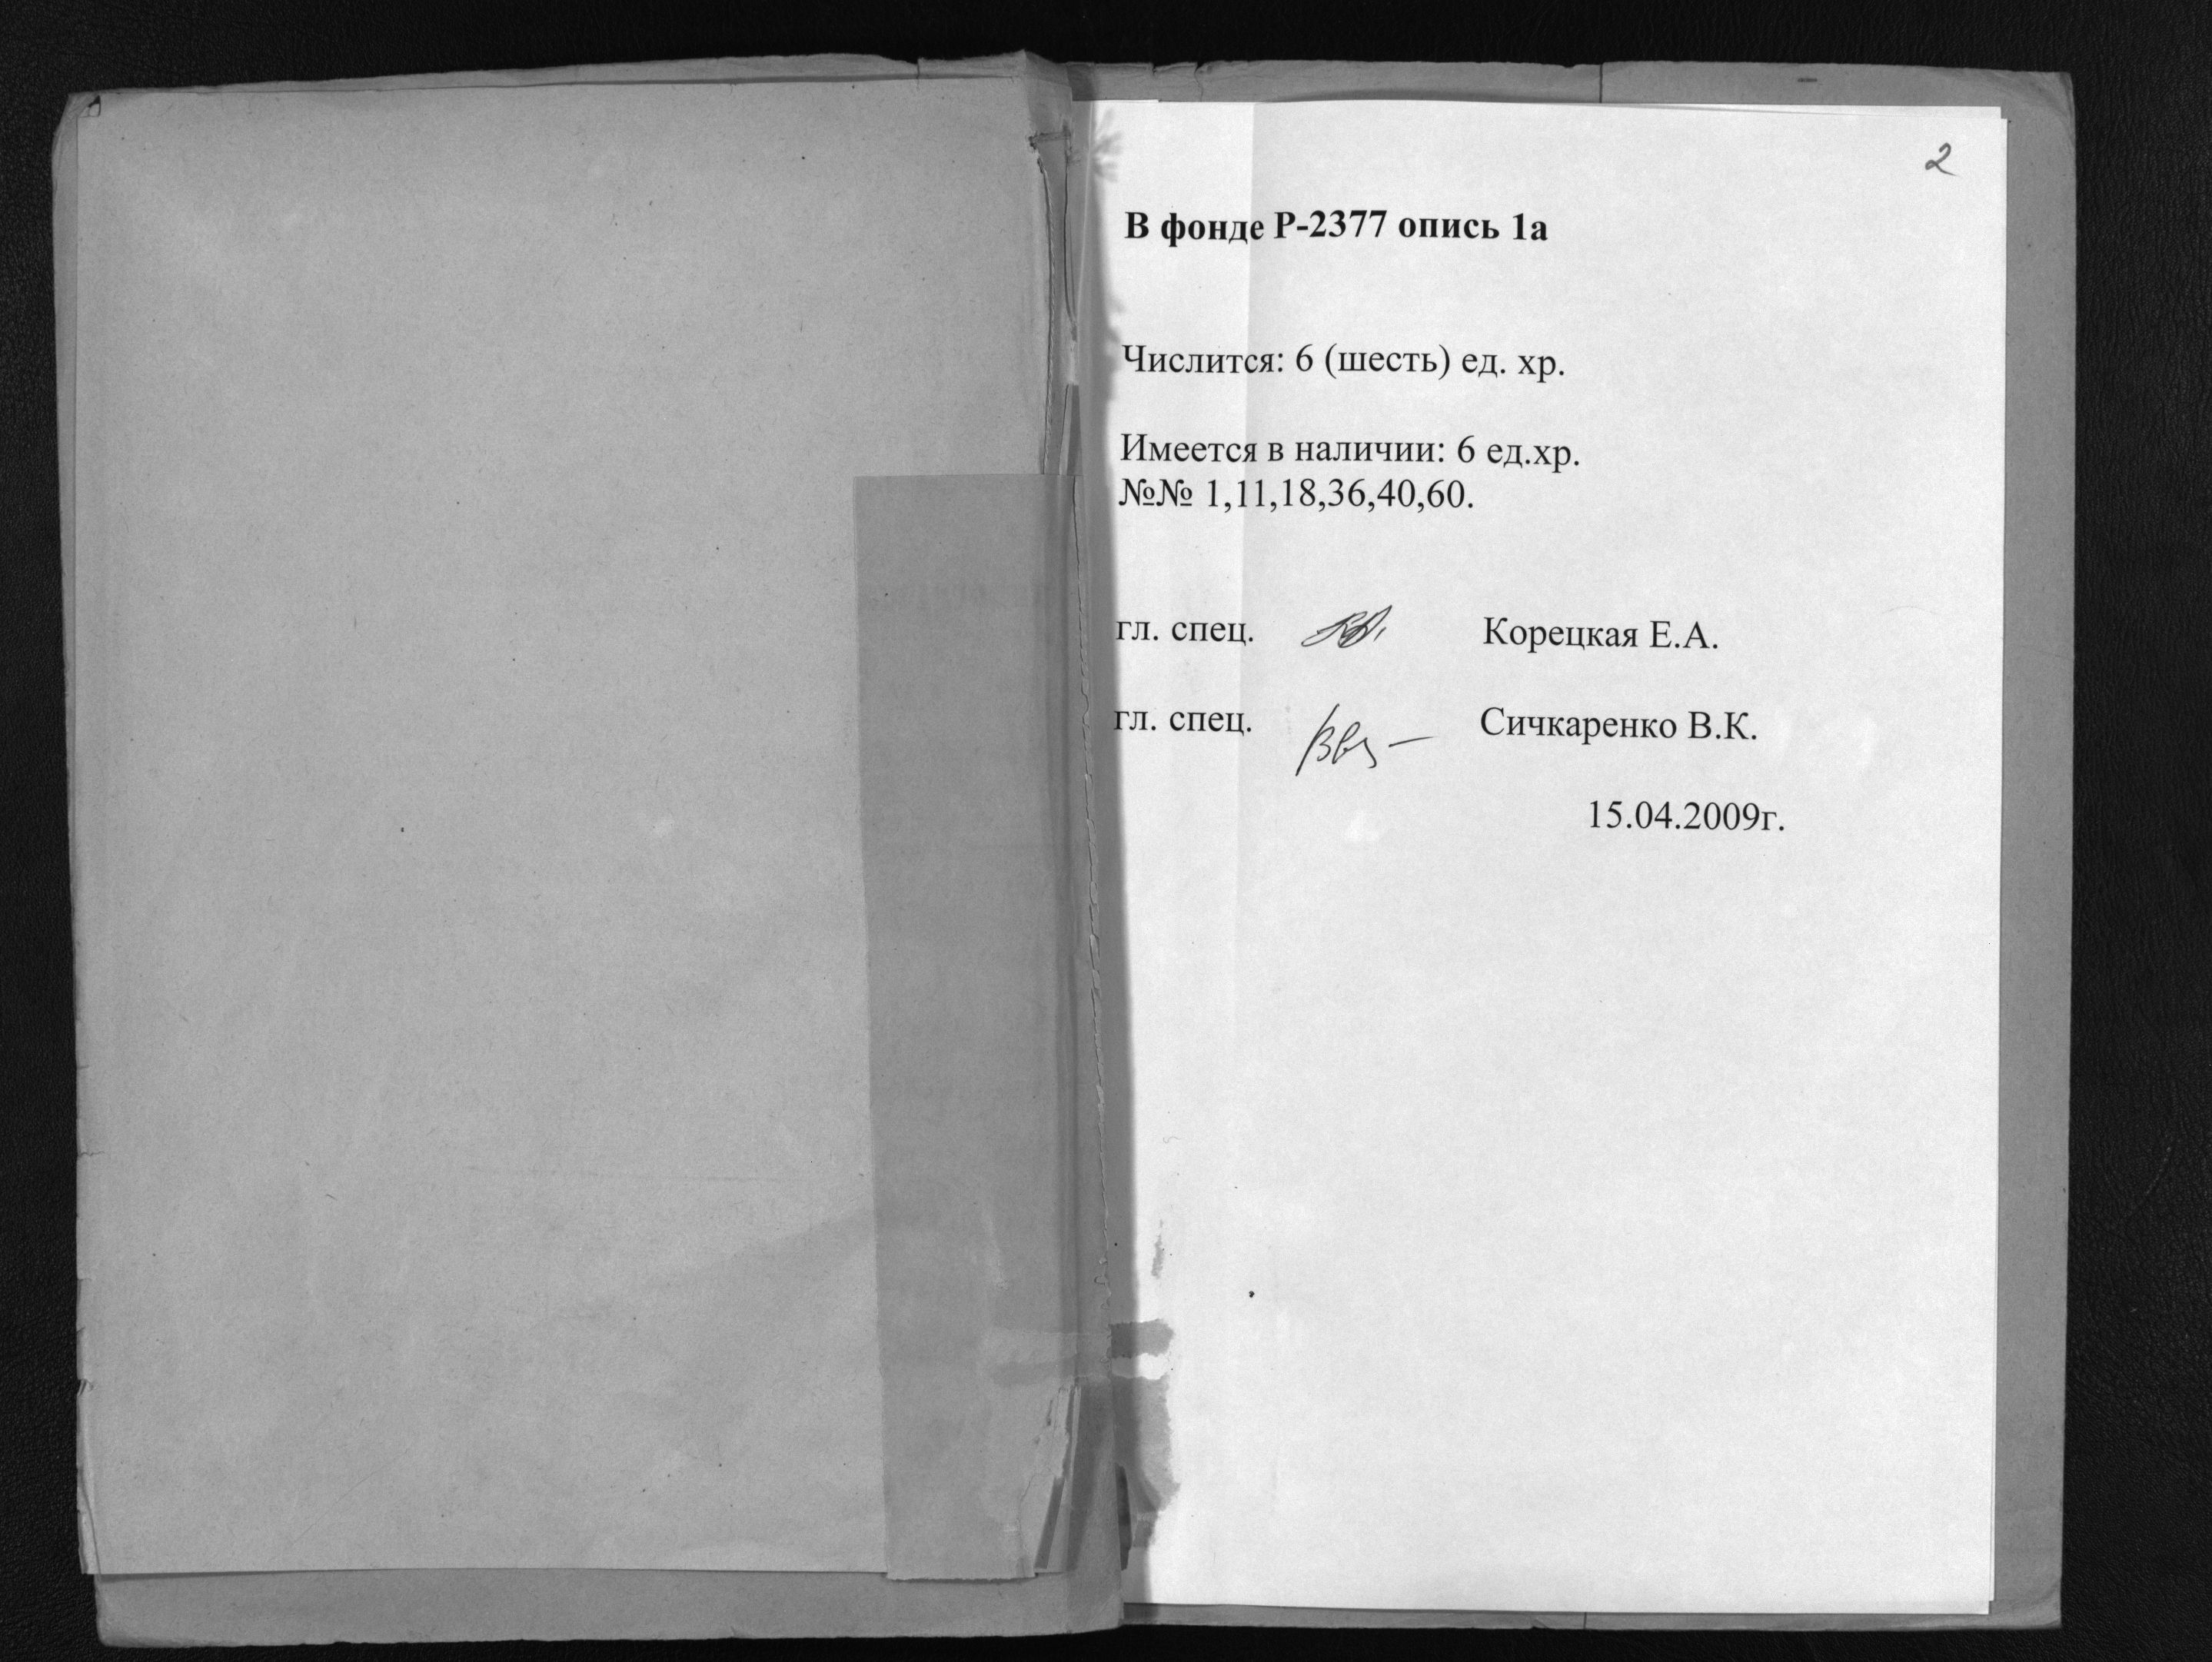 2
В фонде Р-2377 опись 1а
Числится: 6 (шесть) ед. хр.
Имеется в наличии: 6 ед.хр.
№№ 1,11,18,36,40,60.
гл. спец. Корецкая Е.А.
гл. спец. Сичкаренко В.К.
15.04.2009г.